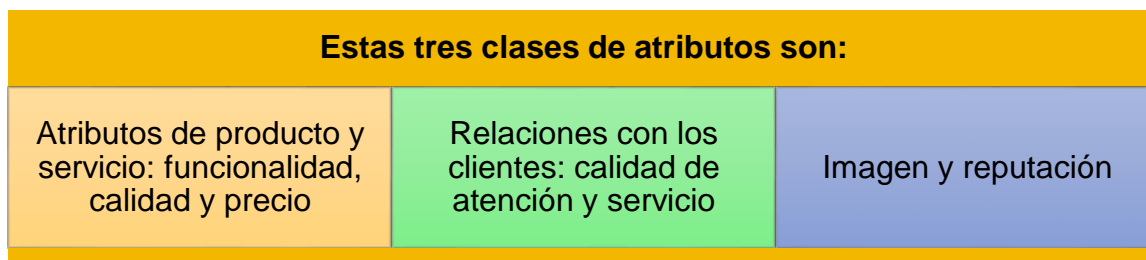 Estas tres clases de atributos son:
Atributos de producto y
servicio: funcionalidad,
calidad y precio
Relaciones con los
clientes: calidad de
atención y servicio
Imagen y reputación